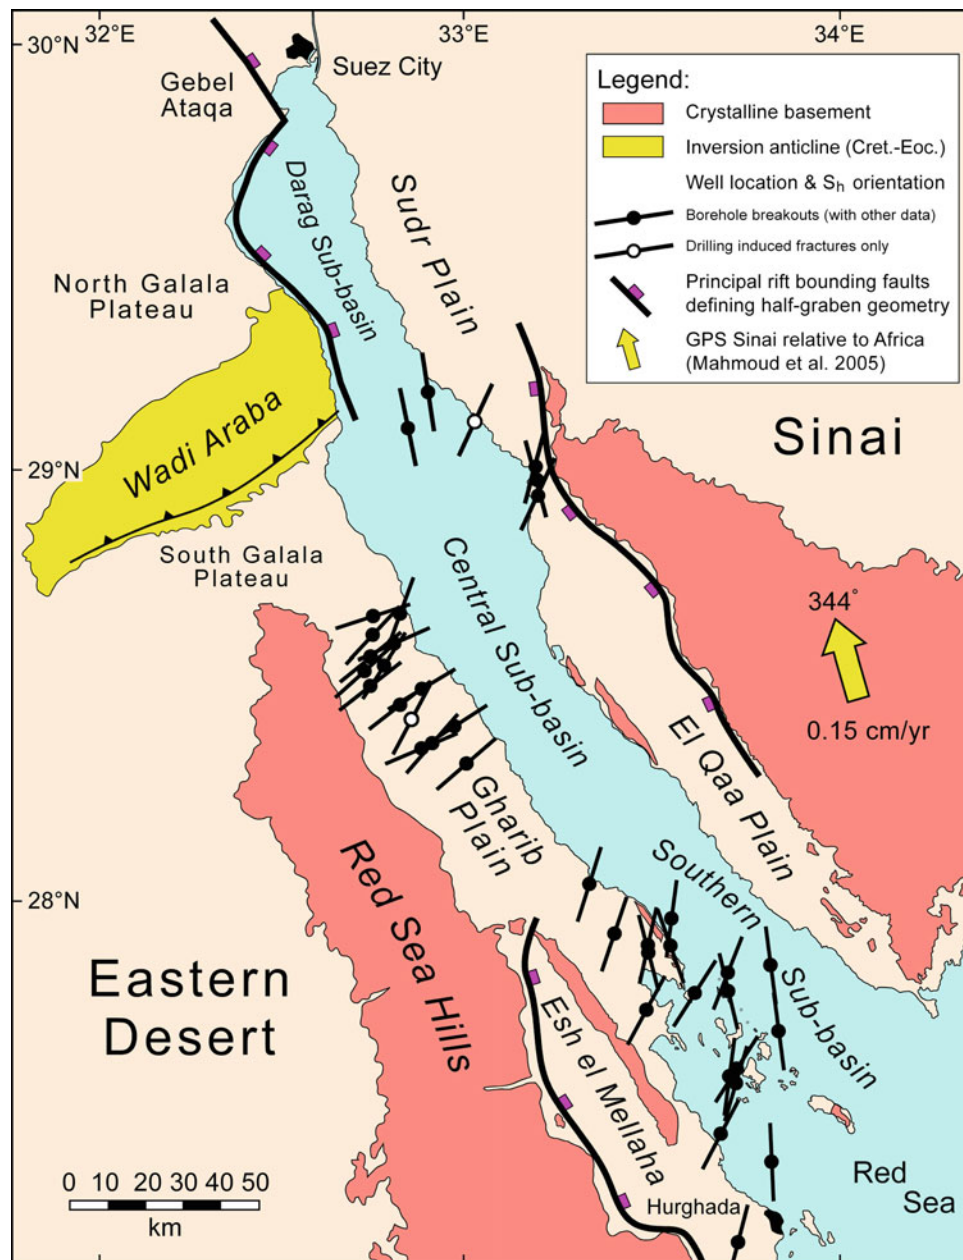 32°E
33°E
34°E
30°N
Suez City
Gebel
Ataqa
Legend:
Crystalline basement
Inversion anticline (Cret.-Eoc.)
Well location & Sh orientation
Borehole breakouts (with other data)
Drilling induced fractures only
Principal rift bounding faults
defining half-graben geometry
GPS Sinai relative to Africa
(Mahmoud et al. 2005)
Darag Sub-basin
Sudr Plain
North Galala
Plateau
Wadi Araba
Sinai
29°N
South Galala
Plateau
Central Sub-basin
344°
0.15 cm/yr
El Qaa Plain
Gharib
Plain
Red Sea Hills
28°N
Southern
Sub-basin
Eastern
Desert
Esh el Mellaha
0 10 20 30 40 50
km
Hurghada
Red
Sea